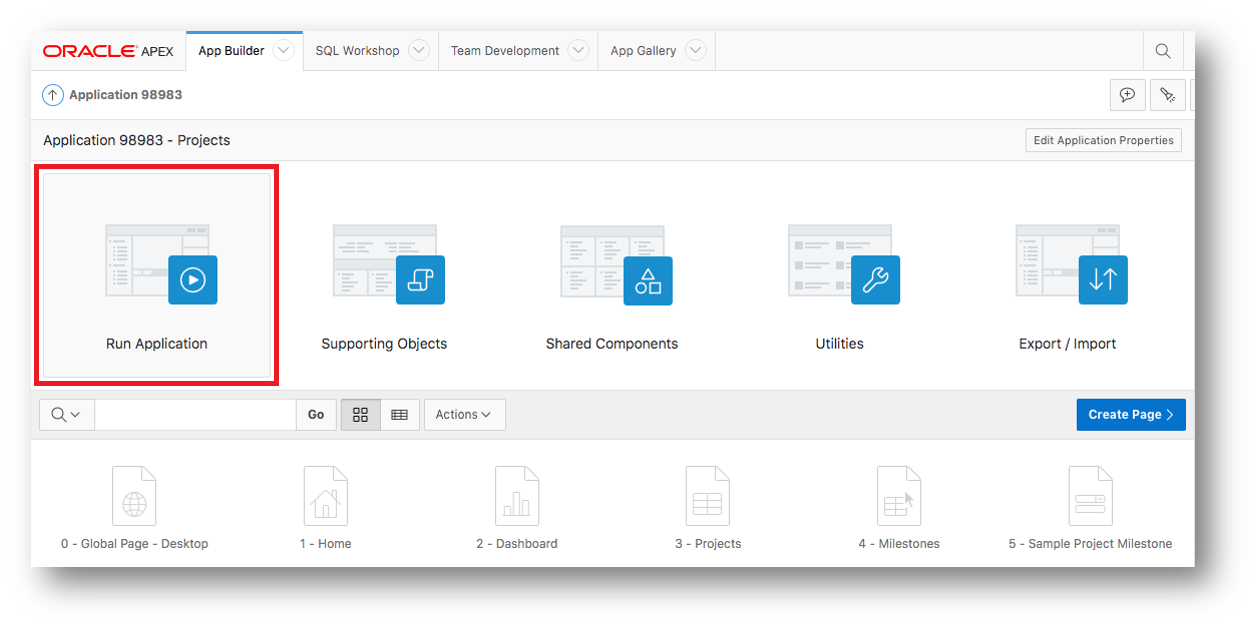 ORACLE APEX App Builder SQL Workshop Team Development App Gallery
Application 98983
Application 98983 - Projects Edit Application Properties
Run Application Supporting Objects Shared Components Utilities Export / Import
Go Actions Create Page
0 - Global Page - Desktop 1 - Home 2 - Dashboard 3 - Projects 4 - Milestones 5 - Sample Project Milestone